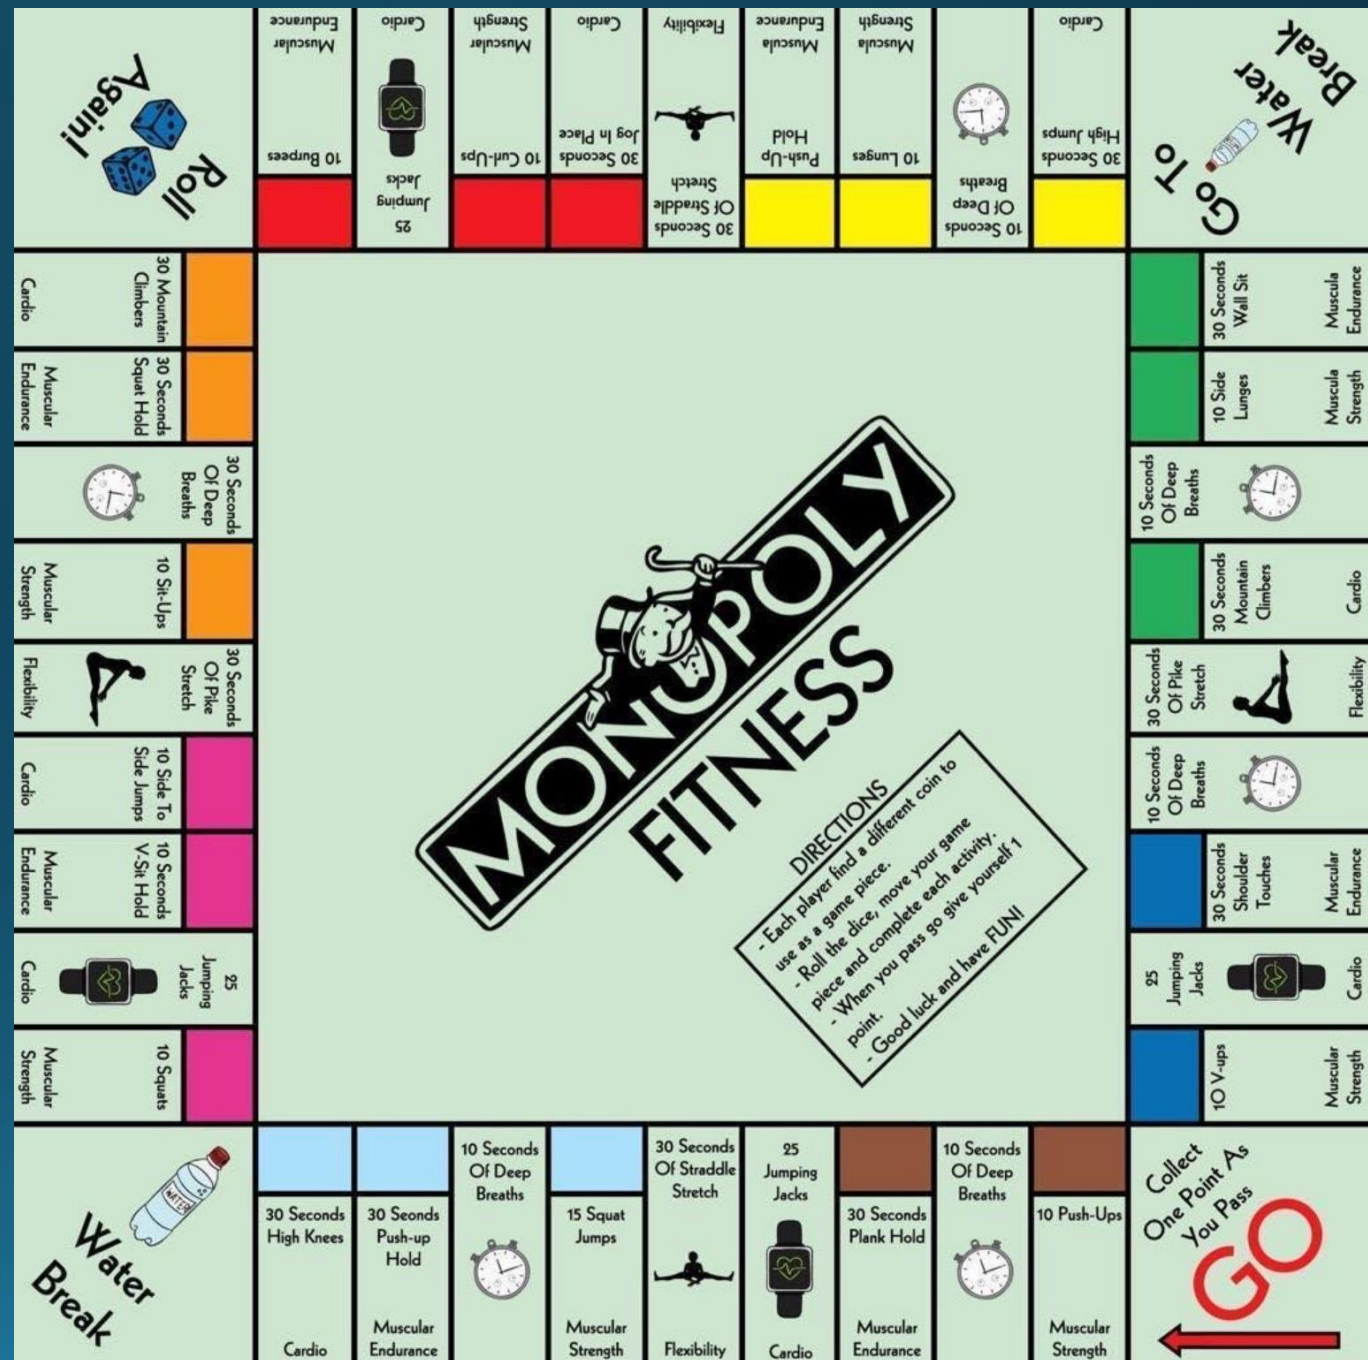 Roll
Again!
Muscular
Endurance
10 Burpees
Cardio
25
Jumping
Jacks
Muscular
Strength
10 Curl-Ups
Cardio
30 Seconds
Jog In Place
Flexibility
30 Seconds
Of Straddle
Stretch
Muscula
Endurance
Push-Up
Hold
Muscula
Strength
10 Lunges
10 Seconds
Of Deep
Breaths
Cardio
30 Seconds
High Jumps
Go To
Water
Break
30 Seconds
Wall Sit
Muscula
Endurance
10 Side
Lunges
Muscula
Strength
10 Seconds
Of Deep
Breaths
30 Seconds
Mountain
Climbers
Cardio
30 Seconds
Of Pike
Stretch
Flexibility
10 Seconds
Of Deep
Breaths
30 Seconds
Shoulder
Touches
Muscular
Endurance
25
Jumping
Jacks
Cardio
10 V-ups
Muscular
Strength
Collect
One Point As
You Pass
GO
10 Push-Ups
Muscular
Strength
10 Seconds
Of Deep
Breaths
30 Seconds
Plank Hold
Muscular
Endurance
25
Jumping
Jacks
Cardio
30 Seconds
Of Straddle
Stretch
Flexibility
15 Squat
Jumps
Muscular
Strength
10 Seconds
Of Deep
Breaths
30 Seonds
Push-up
Hold
Muscular
Endurance
30 Seconds
High Knees
Cardio
WATER
Water
Break
10 Squats
Muscular
Strength
25
Jumping
Jacks
Cardio
10 Seconds
V-Sit Hold
Muscular
Endurance
10 Side To
Side Jumps
Cardio
30 Seconds
Of Pike
Stretch
Flexibility
10 Sit-Ups
Muscular
Strength
30 Seconds
Of Deep
Breaths
30 Seconds
Squat Hold
Muscular
Endurance
30 Mountain
Climbers
Cardio
MONOPOLY
FITNESS
DIRECTIONS
- Each player find a different coin to
use as a game piece.
- Roll the dice, move your game
piece and complete each activity.
- When you pass go give yourself 1
point.
- Good luck and have FUN!